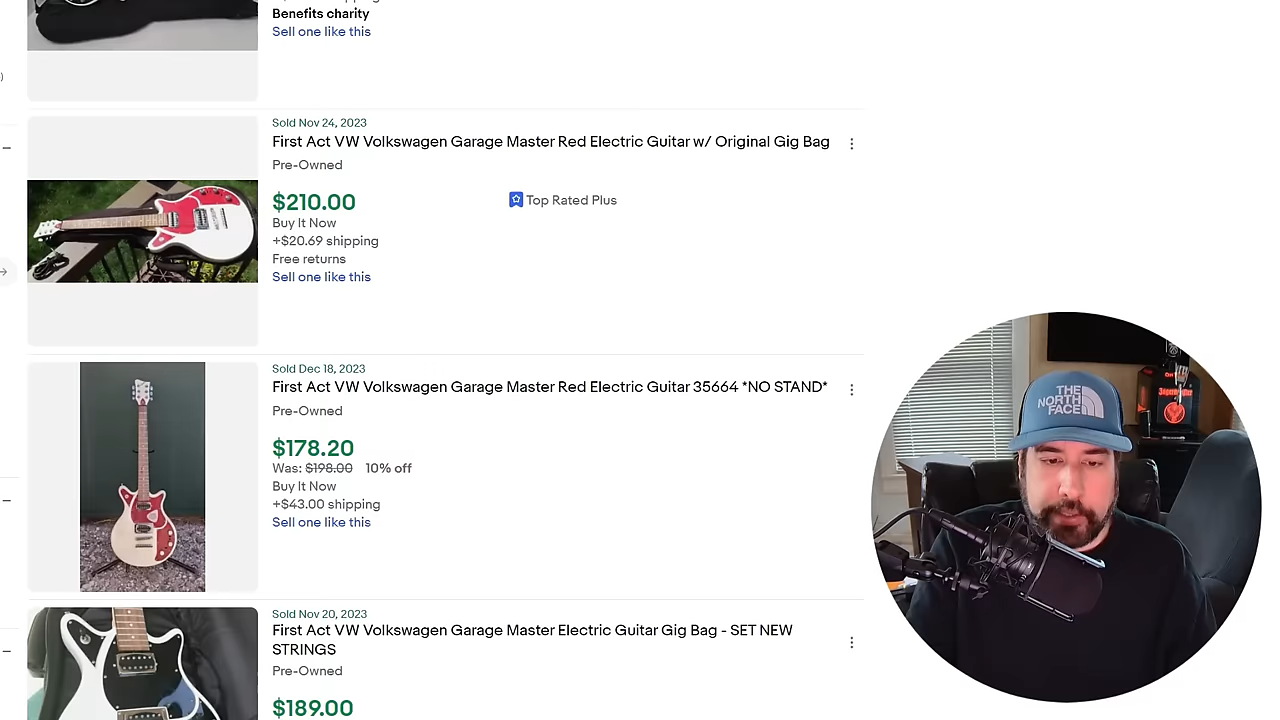 Benefits charity
Sell one like this
Sold Nov 24, 2023
First Act VW Volkswagen Garage Master Red Electric Guitar w/ Original Gig Bag
Pre-Owned
$210.00
Top Rated Plus
Buy It Now
+$20.69 shipping
Free returns
Sell one like this
Sold Dec 18, 2023
First Act VW Volkswagen Garage Master Red Electric Guitar 35664 *NO STAND*
Pre-Owned
$178.20
Was: $198.00 10% off
Buy It Now
+$43.00 shipping
Sell one like this
Sold Nov 20, 2023
First Act VW Volkswagen Garage Master Electric Guitar Gig Bag - SET NEW
STRINGS
Pre-Owned
$189.00
THE
NORTH
FACE